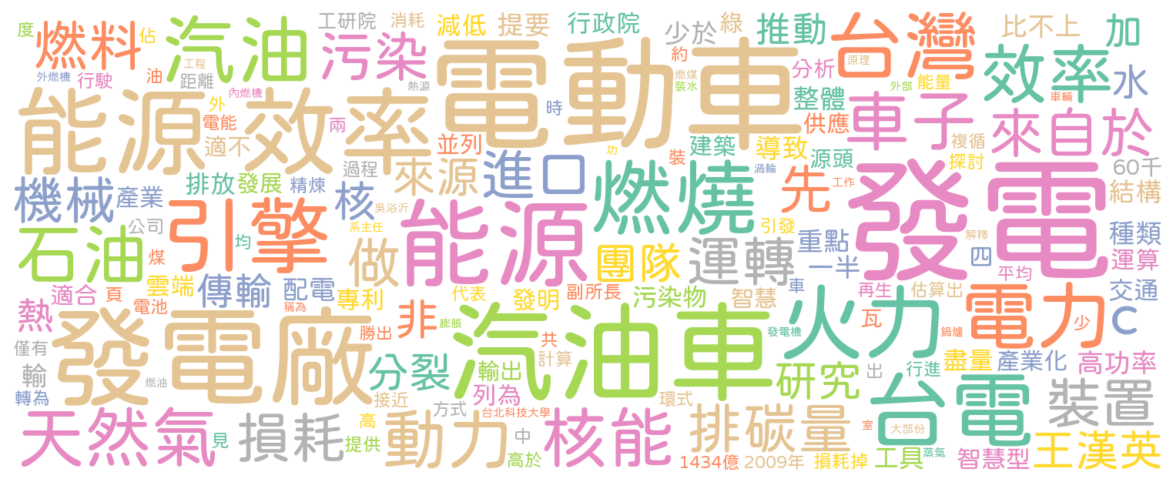 度
燃料
佔
汽油
工研院
消耗
污染
減低
提要
電動車
行政院
少於
綠
推動
台灣
比不上
加
外燃機
行駛
油
工程
距離
內燃機
熱源
約
燃煤
裝水
分析
原理
外部
能量
效率
水
能源效率
外
電能
適不
兩
時
並列
整體
供應
車子
車輛
來自於
機械
產業
排放
發展
過程
精煉
核
吳浴沂
來源
進口
燃燒
功
裝
建築
導致
源頭
渦輪
先
工作
發電
複循
探討
60千
結構
石油
公司
煤
引擎
均
系主任
做
能源
團隊
引發
運轉
重點
一半
解釋
四
平均
種類
運算
熱
適合
頁
雲端
電池
傳輸
配電
稱為
專利
非
代表
發明
副所長
污染物
智慧
車
再生
估算出
瓦
電力
少
交通
C
僅有
輸
轉為
發電廠
燃油
勝出
膨脹
分裂
汽油車
輸出
列為
共
計算
環式
發電機
火力
鍋爐
研究
出
行進
盡量
產業化
高功率
天然氣
見
損耗
高
提供
接近
方式
動力
中
高於
台北科技大學
核能
排碳量
1434億
2009年
室
損耗掉
大部份
台電
工具
蒸氣
智慧型
裝置
王漢英